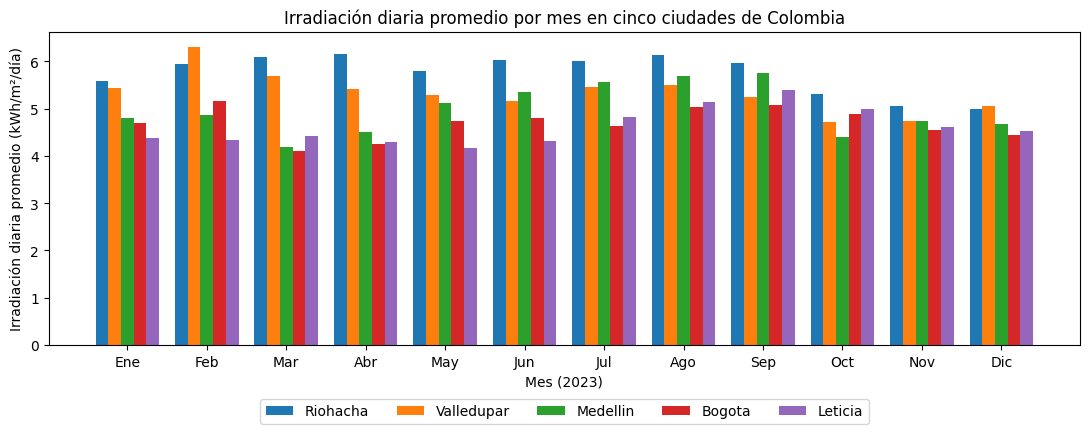 Irradiación diaria promedio por mes en cinco ciudades de Colombia
Irradiación diaria promedio (kWh/m²/día)
6
5
4
3
2
1
0
Ene Feb Mar Abr May Jun Jul Ago Sep Oct Nov Dic
Mes (2023)
Riohacha Valledupar Medellin Bogota Leticia